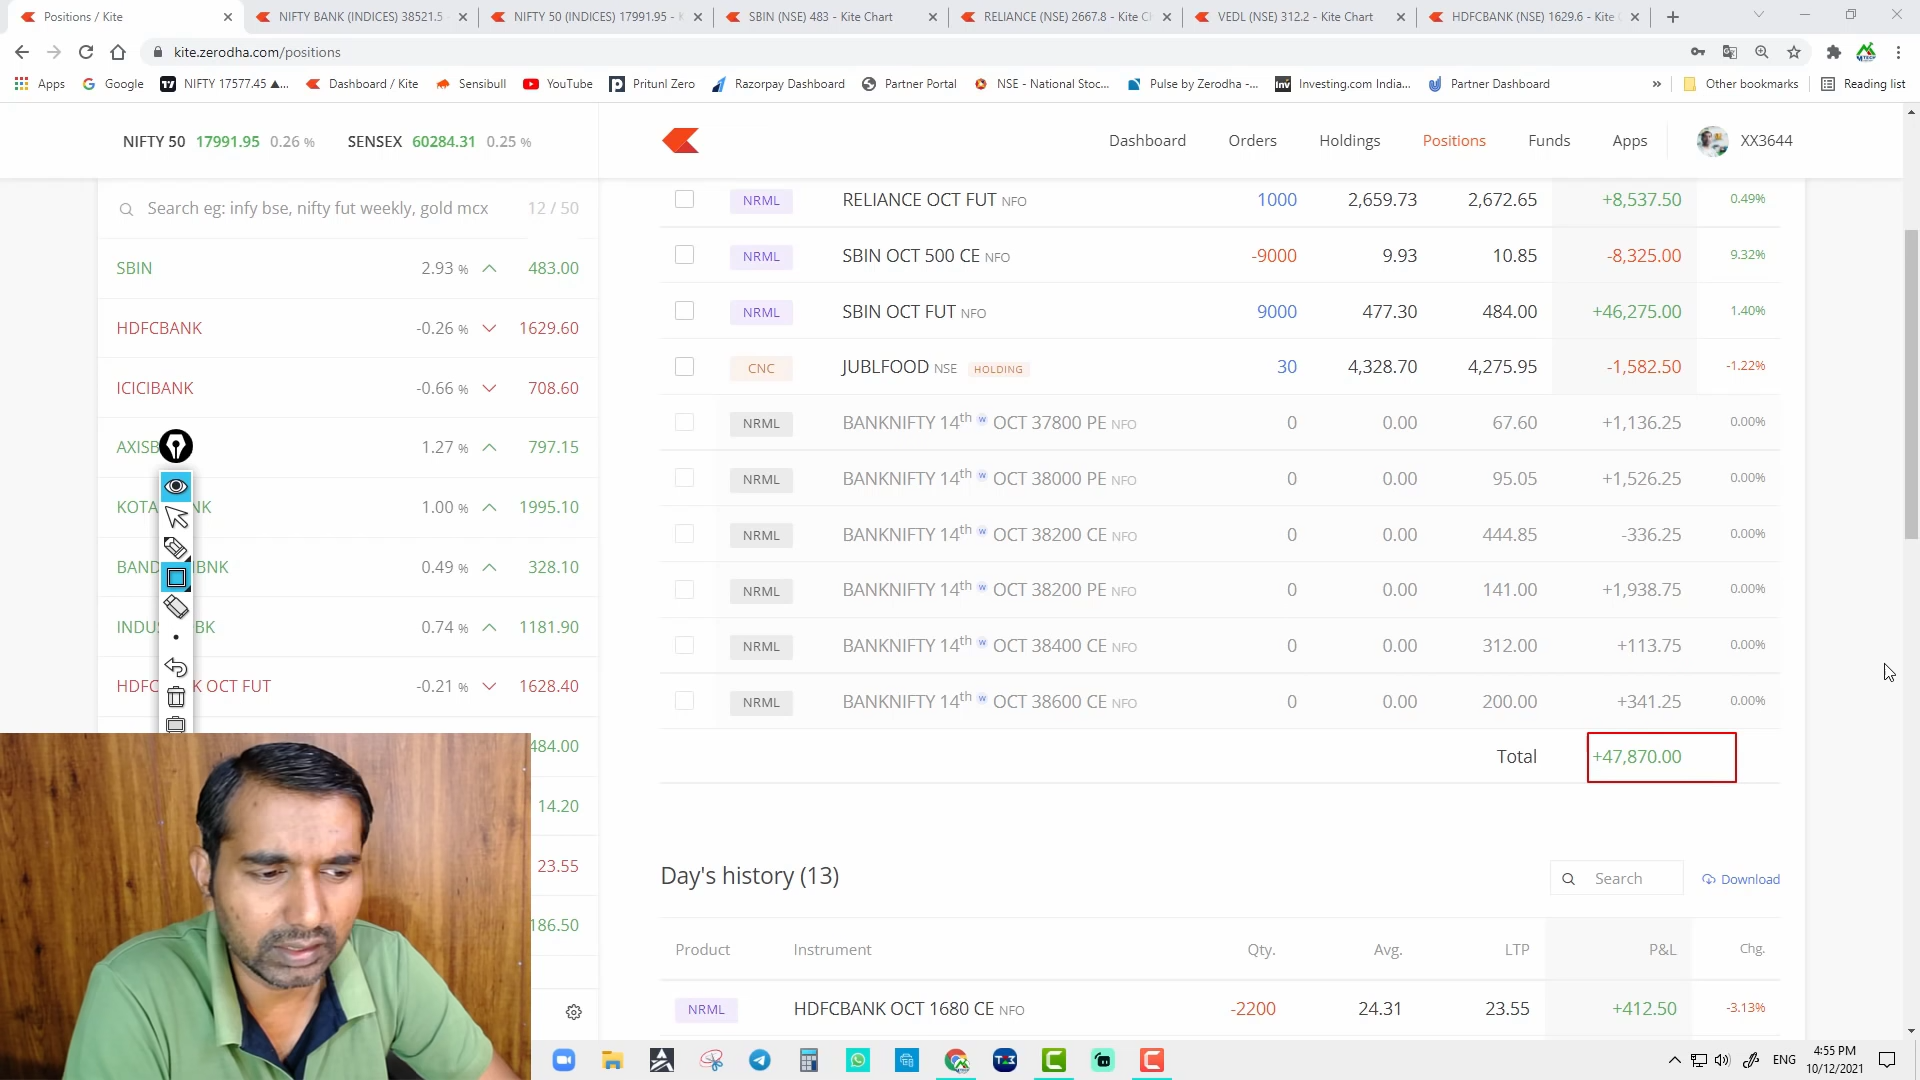 Positions / Kite
NIFTY BANK (INDICES) 38521.5
NIFTY 50 (INDICES) 17991.95 -
SBIN (NSE) 483 - Kite Chart
RELIANCE (NSE) 2667.8 - Kite
VEDL (NSE) 312.2 - Kite Chart
HDFCBANK (NSE) 1629.6 - Kite
kite.zerodha.com/positions
Apps
Google
NIFTY 17577.45 ▲...
Dashboard / Kite
Sensibull
YouTube
Pritunl Zero
Razorpay Dashboard
Partner Portal
NSE - National Stoc...
Pulse by Zerodha -...
Investing.com India...
Partner Dashboard
»
Other bookmarks
Reading list
NIFTY 50 17991.95 0.26 % SENSEX 60284.31 0.25 %
Dashboard Orders Holdings Positions Funds Apps XX3644
Search eg: infy bse, nifty fut weekly, gold mcx 12 / 50
SBIN 2.93 % 483.00
HDFCBANK -0.26 % 1629.60
ICICIBANK -0.66 % 708.60
AXISB 1.27 % 797.15
KOTA NK 1.00 % 1995.10
BAND BNK 0.49 % 328.10
INDUS BK 0.74 % 1181.90
HDFC K OCT FUT -0.21 % 1628.40
484.00
14.20
23.55
186.50
NRML RELIANCE OCT FUT NFO 1000 2,659.73 2,672.65 +8,537.50 0.49%
NRML SBIN OCT 500 CE NFO -9000 9.93 10.85 -8,325.00 9.32%
NRML SBIN OCT FUT NFO 9000 477.30 484.00 +46,275.00 1.40%
CNC JUBLFOOD NSE HOLDING 30 4,328.70 4,275.95 -1,582.50 -1.22%
NRML BANKNIFTY 14th w OCT 37800 PE NFO 0 0.00 67.60 +1,136.25 0.00%
NRML BANKNIFTY 14th w OCT 38000 PE NFO 0 0.00 95.05 +1,526.25 0.00%
NRML BANKNIFTY 14th w OCT 38200 CE NFO 0 0.00 444.85 -336.25 0.00%
NRML BANKNIFTY 14th w OCT 38200 PE NFO 0 0.00 141.00 +1,938.75 0.00%
NRML BANKNIFTY 14th w OCT 38400 CE NFO 0 0.00 312.00 +113.75 0.00%
NRML BANKNIFTY 14th w OCT 38600 CE NFO 0 0.00 200.00 +341.25 0.00%
Total +47,870.00
Day's history (13)
Search
Download
Product Instrument Qty. Avg. LTP P&L Chg.
NRML HDFCBANK OCT 1680 CE NFO -2200 24.31 23.55 +412.50 -3.13%
ENG
4:55 PM
10/12/2021